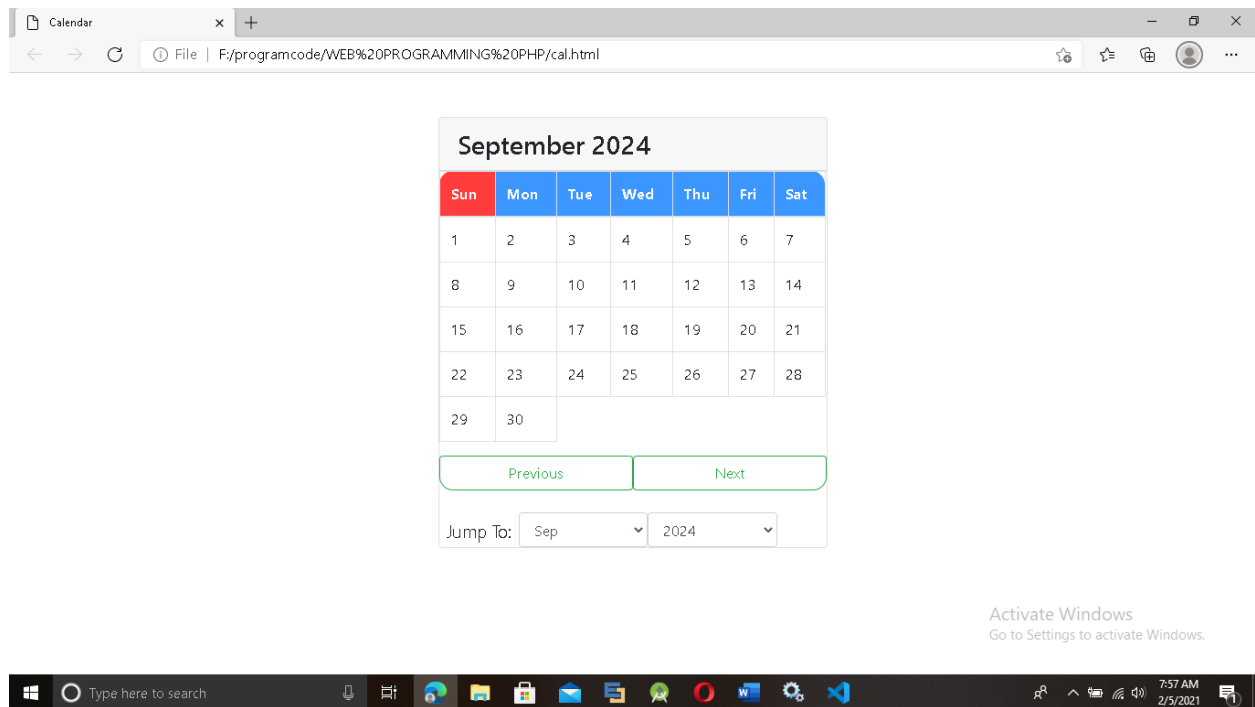 Calendar
File | F:/programcode/WEB%20PROGRAMMING%20PHP/cal.html
September 2024
Sun Mon Tue Wed Thu Fri Sat
1 2 3 4 5 6 7
8 9 10 11 12 13 14
15 16 17 18 19 20 21
22 23 24 25 26 27 28
29 30
Previous Next
Jump To: Sep 2024
Activate Windows
Go to Settings to activate Windows.
Type here to search
7:57 AM
2/5/2021
1